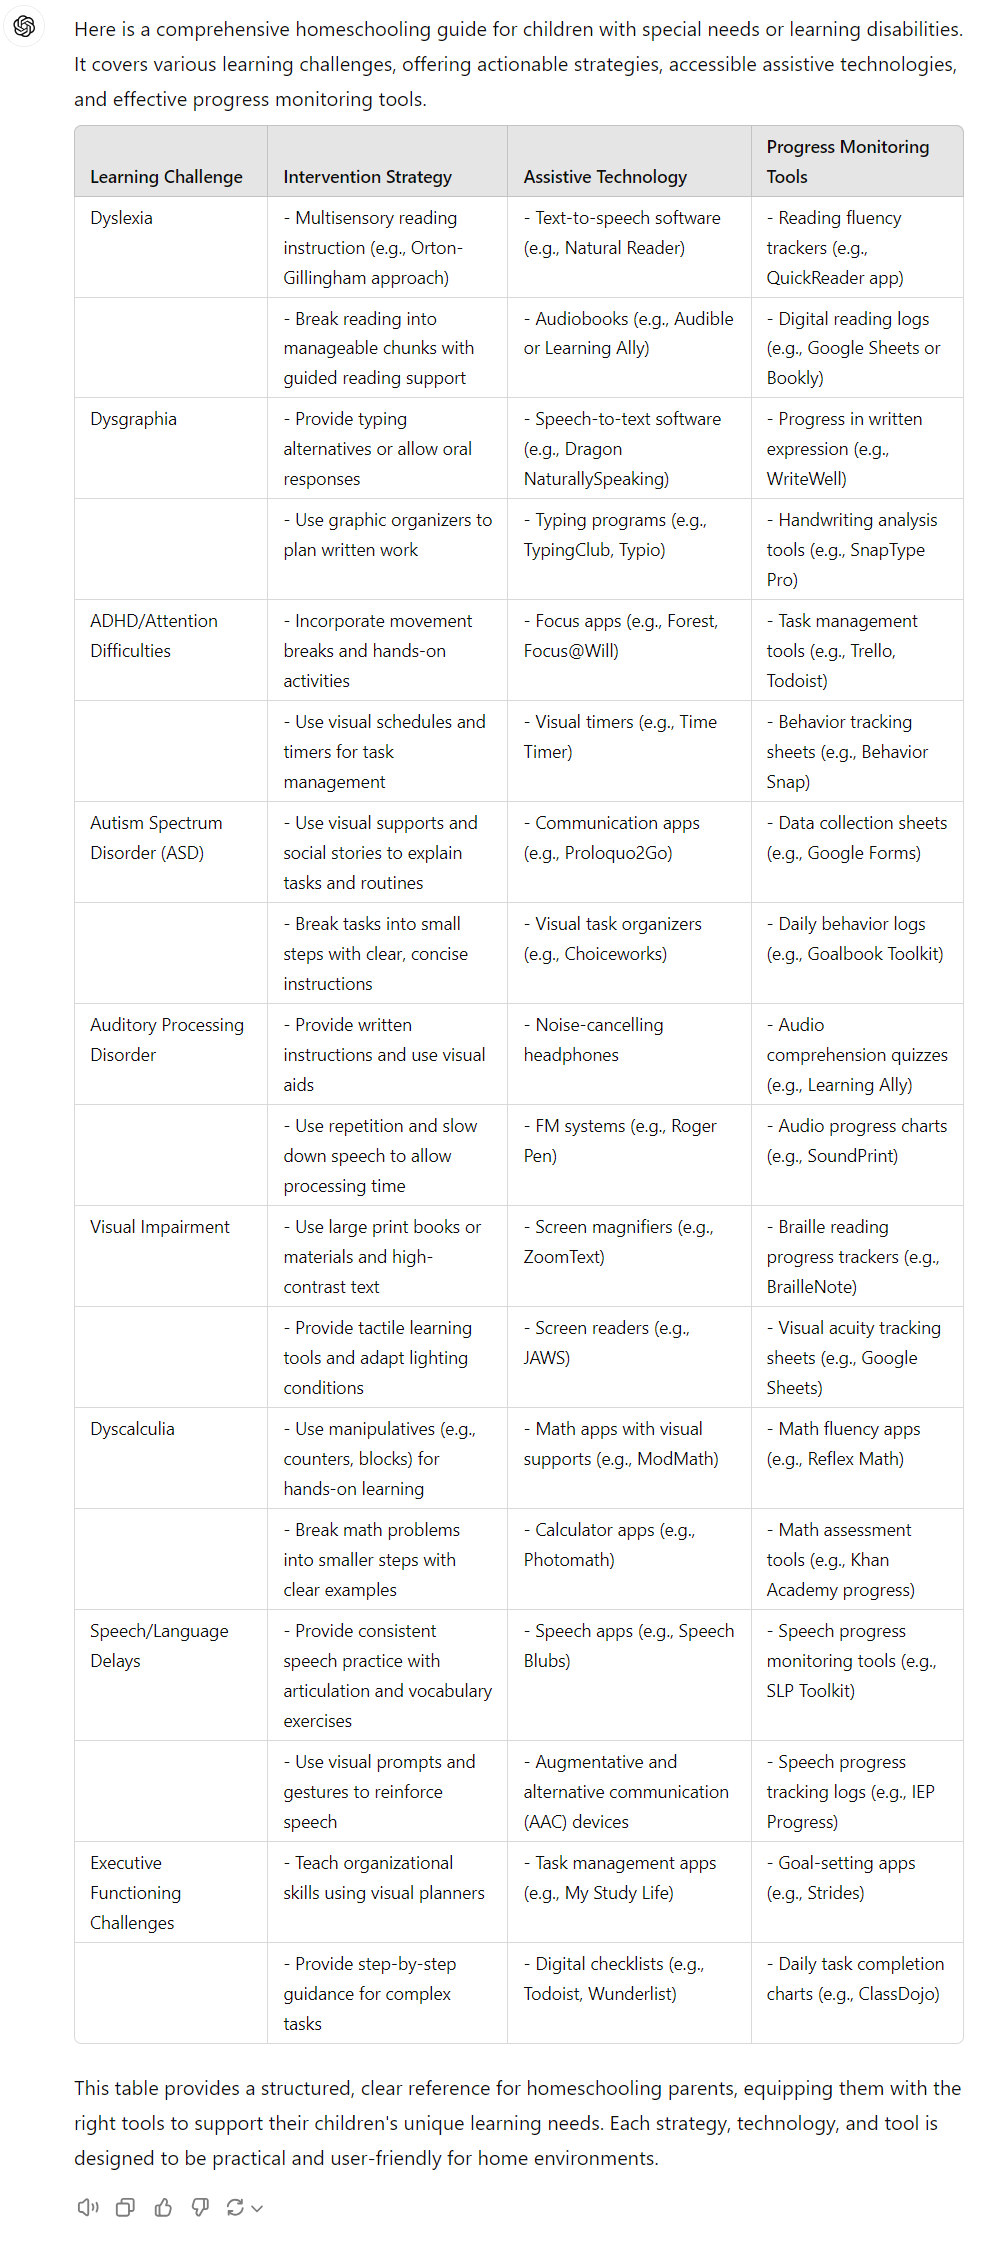 Here is a comprehensive homeschooling guide for children with special needs or learning disabilities.
It covers various learning challenges, offering actionable strategies, accessible assistive technologies,
and effective progress monitoring tools.
Learning Challenge
Intervention Strategy
Assistive Technology
Progress Monitoring
Tools
Dyslexia
- Multisensory reading
instruction (e.g., Orton-
Gillingham approach)
- Text-to-speech software
(e.g., Natural Reader)
- Reading fluency
trackers (e.g.,
QuickReader app)
- Break reading into
manageable chunks with
guided reading support
- Audiobooks (e.g., Audible
or Learning Ally)
- Digital reading logs
(e.g., Google Sheets or
Bookly)
Dysgraphia
- Provide typing
alternatives or allow oral
responses
- Speech-to-text software
(e.g., Dragon
NaturallySpeaking)
- Progress in written
expression (e.g.,
WriteWell)
- Use graphic organizers to
plan written work
- Typing programs (e.g.,
TypingClub, Typio)
- Handwriting analysis
tools (e.g., SnapType
Pro)
ADHD/Attention
Difficulties
- Incorporate movement
breaks and hands-on
activities
- Focus apps (e.g., Forest,
Focus@Will)
- Task management
tools (e.g., Trello,
Todoist)
- Use visual schedules and
timers for task
management
- Visual timers (e.g., Time
Timer)
- Behavior tracking
sheets (e.g., Behavior
Snap)
Autism Spectrum
Disorder (ASD)
- Use visual supports and
social stories to explain
tasks and routines
- Communication apps
(e.g., Proloquo2Go)
- Data collection sheets
(e.g., Google Forms)
- Break tasks into small
steps with clear, concise
instructions
- Visual task organizers
(e.g., Choiceworks)
- Daily behavior logs
(e.g., Goalbook Toolkit)
Auditory Processing
Disorder
- Provide written
instructions and use visual
aids
- Noise-cancelling
headphones
- Audio
comprehension quizzes
(e.g., Learning Ally)
- Use repetition and slow
down speech to allow
processing time
- FM systems (e.g., Roger
Pen)
- Audio progress charts
(e.g., SoundPrint)
Visual Impairment
- Use large print books or
materials and high-
contrast text
- Screen magnifiers (e.g.,
ZoomText)
- Braille reading
progress trackers (e.g.,
BrailleNote)
- Provide tactile learning
tools and adapt lighting
conditions
- Screen readers (e.g.,
JAWS)
- Visual acuity tracking
sheets (e.g., Google
Sheets)
Dyscalculia
- Use manipulatives (e.g.,
counters, blocks) for
hands-on learning
- Math apps with visual
supports (e.g., ModMath)
- Math fluency apps
(e.g., Reflex Math)
- Break math problems
into smaller steps with
clear examples
- Calculator apps (e.g.,
Photomath)
- Math assessment
tools (e.g., Khan
Academy progress)
Speech/Language
Delays
- Provide consistent
speech practice with
articulation and vocabulary
exercises
- Speech apps (e.g., Speech
Blubs)
- Speech progress
monitoring tools (e.g.,
SLP Toolkit)
- Use visual prompts and
gestures to reinforce
speech
- Augmentative and
alternative communication
(AAC) devices
- Speech progress
tracking logs (e.g., IEP
Progress)
Executive
Functioning
Challenges
- Teach organizational
skills using visual planners
- Task management apps
(e.g., My Study Life)
- Goal-setting apps
(e.g., Strides)
- Provide step-by-step
guidance for complex
tasks
- Digital checklists (e.g.,
Todoist, Wunderlist)
- Daily task completion
charts (e.g., ClassDojo)
This table provides a structured, clear reference for homeschooling parents, equipping them with the
right tools to support their children's unique learning needs. Each strategy, technology, and tool is
designed to be practical and user-friendly for home environments.